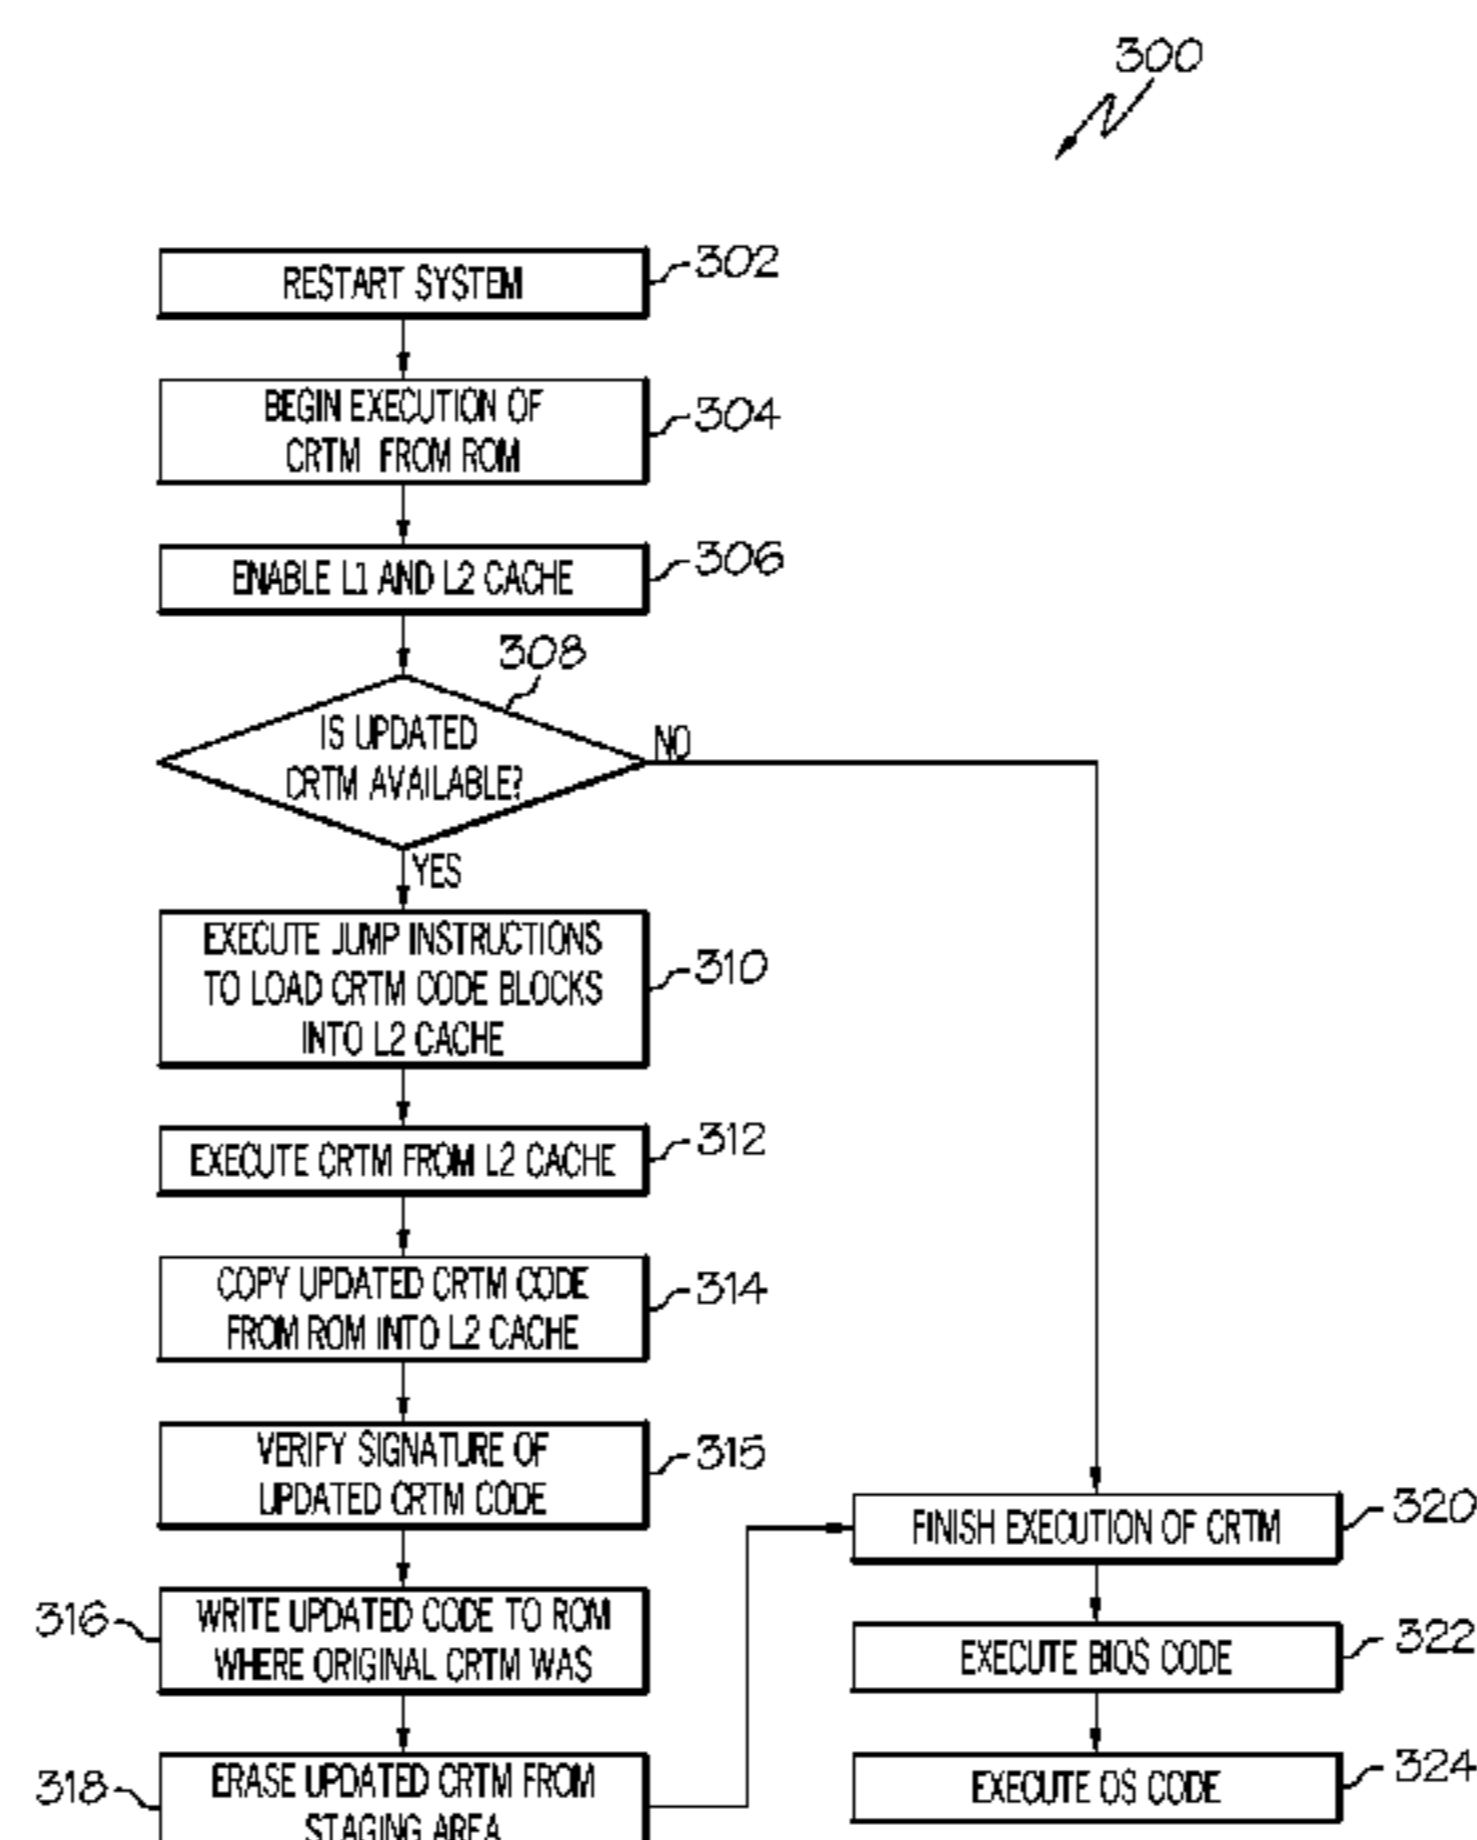 300
RESTART SYSTEM
302
BEGIN EXECUTION OF
CRTM FROM ROM
304
ENABLE L1 AND L2 CACHE
306
308
IS UPDATED
CRTM AVAILABLE?
NO
YES
EXECUTE JUMP INSTRUCTIONS
TO LOAD CRTM CODE BLOCKS
INTO L2 CACHE
310
EXECUTE CRTM FROM L2 CACHE
312
COPY UPDATED CRTM CODE
FROM ROM INTO L2 CACHE
314
VERIFY SIGNATURE OF
UPDATED CRTM CODE
315
316
WRITE UPDATED CODE TO ROM
WHERE ORIGINAL CRTM WAS
318
ERASE UPDATED CRTM FROM
STAGING AREA
FINISH EXECUTION OF CRTM
320
EXECUTE BIOS CODE
322
EXECUTE OS CODE
324